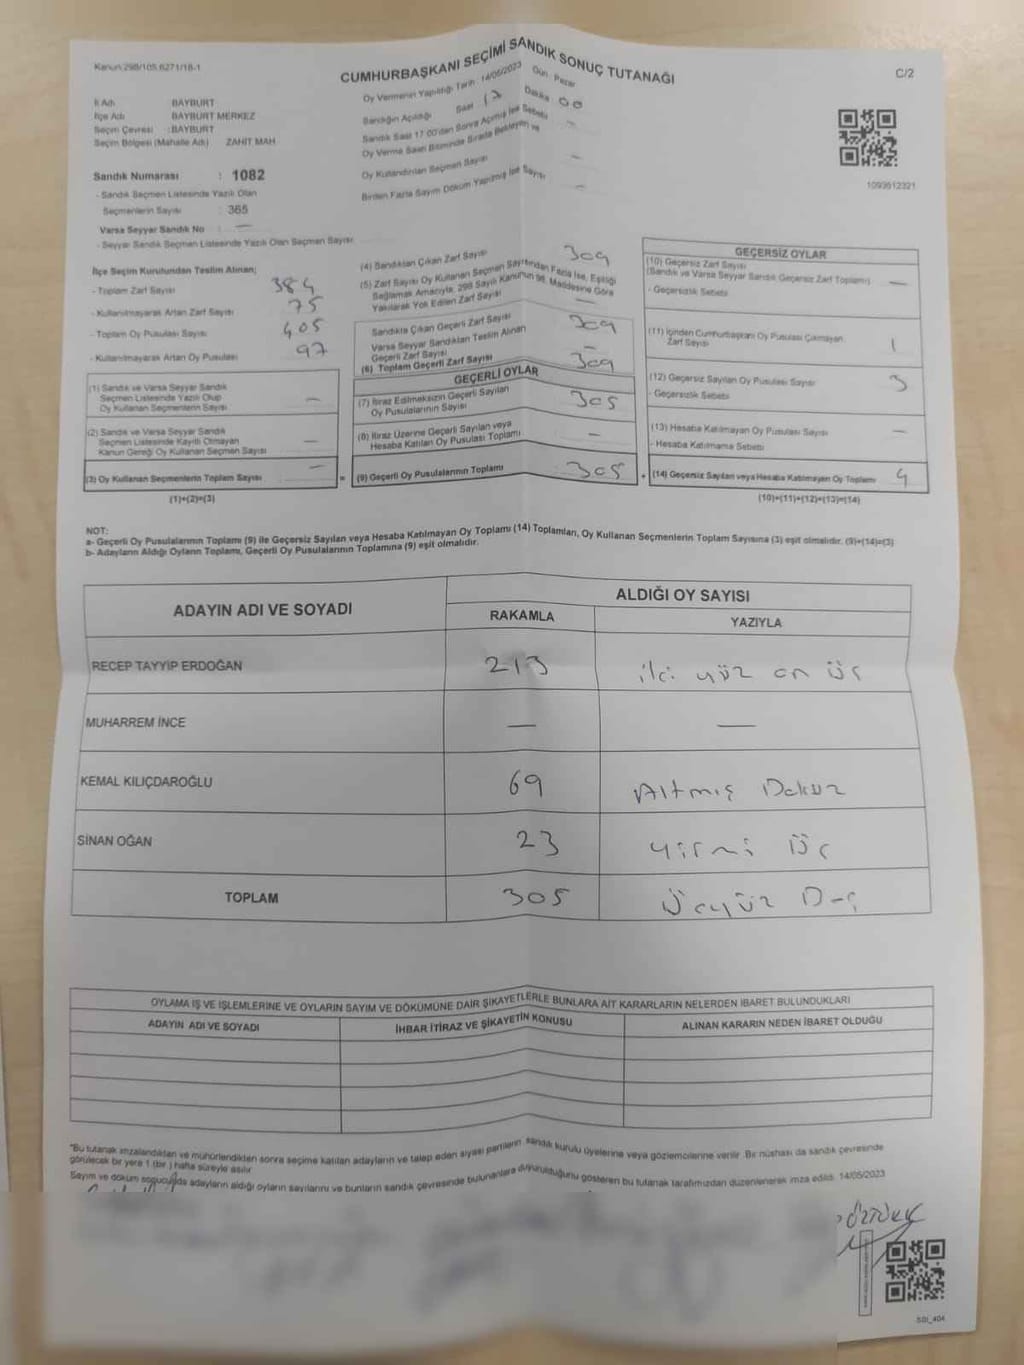 Kanun:298/105,6271/18-1
CUMHURBAŞKANI SEÇİMİ SANDIK SONUÇ TUTANAĞI
C/2
İl Adı BAYBURT
İlçe Adı BAYBURT MERKEZ
Seçim Çevresi : BAYBURT
Seçim Bölgesi (Mahalle Adı) ZAHİT MAH.
Sandık Numarası : 1082
- Sandık Seçmen Listesinde Yazılı Olan
Seçmenlerin Sayısı : 365
Varsa Seyyar Sandık No : —
- Seyyar Sandık Seçmen Listesinde Yazılı Olan Seçmen Sayısı
Oy Vermenin Yapıldığı Tarih : 14/05/2023 Gün : Pazar
Sandığın Açıldığı Saat : 17 Dakika 00
Sandık Saat 17.00'den Sonra Açılmış İse Sebebi —
Oy Verme Saati Bitiminde Sırada Bekleyen ve
Oy Kullandırılan Seçmen Sayısı —
Birden Fazla Sayım Döküm Yapılmış İse Sayısı —
1093612321
İlçe Seçim Kurulundan Teslim Alınan;
- Toplam Zarf Sayısı 384
- Kullanılmayarak Artan Zarf Sayısı 75
- Toplam Oy Pusulası Sayısı 405
- Kullanılmayarak Artan Oy Pusulası 97
(1) Sandık ve Varsa Seyyar Sandık
Seçmen Listesinde Yazılı Olup
Oy Kullanan Seçmenlerin Sayısı —
(2) Sandık ve Varsa Seyyar Sandık
Seçmen Listesinde Kayıtlı Olmayan
Kanun Gereği Oy Kullanan Seçmen Sayısı —
(3) Oy Kullanan Seçmenlerin Toplam Sayısı —
(1)+(2)=(3)
(4) Sandıktan Çıkan Zarf Sayısı 309
(5) Zarf Sayısı Oy Kullanan Seçmen Sayısından Fazla İse, Eşitliği
Sağlamak Amacıyla, 298 Sayılı Kanun'un 98. Maddesine Göre
Yakılarak Yok Edilen Zarf Sayısı —
Sandıkta Çıkan Geçerli Zarf Sayısı 309
Varsa Seyyar Sandıktan Teslim Alınan
Geçerli Zarf Sayısı —
(6) Toplam Geçerli Zarf Sayısı 309
GEÇERLİ OYLAR
(7) İtiraz Edilmeksizin Geçerli Sayılan
Oy Pusulalarının Sayısı 305
(8) İtiraz Üzerine Geçerli Sayılan veya
Hesaba Katılan Oy Pusulası Toplamı —
= (9) Geçerli Oy Pusulalarının Toplamı 305
GEÇERSİZ OYLAR
(10) Geçersiz Zarf Sayısı
(Sandık ve Varsa Seyyar Sandık Geçersiz Zarf Toplamı) —
- Geçersizlik Sebebi
(11) İçinden Cumhurbaşkanı Oy Pusulası Çıkmayan
Zarf Sayısı 1
(12) Geçersiz Sayılan Oy Pusulası Sayısı 3
- Geçersizlik Sebebi
(13) Hesaba Katılmayan Oy Pusulası Sayısı —
- Hesaba Katılmama Sebebi
+ (14) Geçersiz Sayılan veya Hesaba Katılmayan Oy Toplamı 4
(10)+(11)+(12)+(13)=(14)
NOT:
a- Geçerli Oy Pusulalarının Toplamı (9) ile Geçersiz Sayılan veya Hesaba Katılmayan Oy Toplamı (14) Toplamları, Oy Kullanan Seçmenlerin Toplam Sayısına (3) eşit olmalıdır. (9)+(14)=(3)
b- Adayların Aldığı Oyların Toplamı, Geçerli Oy Pusulalarının Toplamına (9) eşit olmalıdır.
ADAYIN ADI VE SOYADI
ALDIĞI OY SAYISI
RAKAMLA YAZIYLA
RECEP TAYYİP ERDOĞAN 213 iki yüz on üç
MUHARREM İNCE — —
KEMAL KILIÇDAROĞLU 69 Altmış Dokuz
SİNAN OĞAN 23 yirmi üç
TOPLAM 305 Üçyüz Beş
OYLAMA İŞ VE İŞLEMLERİNE VE OYLARIN SAYIM VE DÖKÜMÜNE DAİR ŞİKAYETLERLE BUNLARA AİT KARARLARIN NELERDEN İBARET BULUNDUKLARI
ADAYIN ADI VE SOYADI İHBAR İTİRAZ VE ŞİKAYETİN KONUSU ALINAN KARARIN NEDEN İBARET OLDUĞU
"Bu tutanak imzalandıktan ve mühürlendikten sonra seçime katılan adayların ve talep eden siyasi partilerin sandık kurulu üyelerine veya gözlemcilerine verilir. Bir nüshası da sandık çevresinde
görülecek bir yere 1 (bir) hafta süreyle asılır.
Sayım ve döküm sonucunda adayların aldığı oyların sayılarını ve bunların sandık çevresinde bulunanlara duyurulduğunu gösteren bu tutanak tarafımızdan düzenlenerek imza edildi. 14/05/2023
ÖZTÜRK